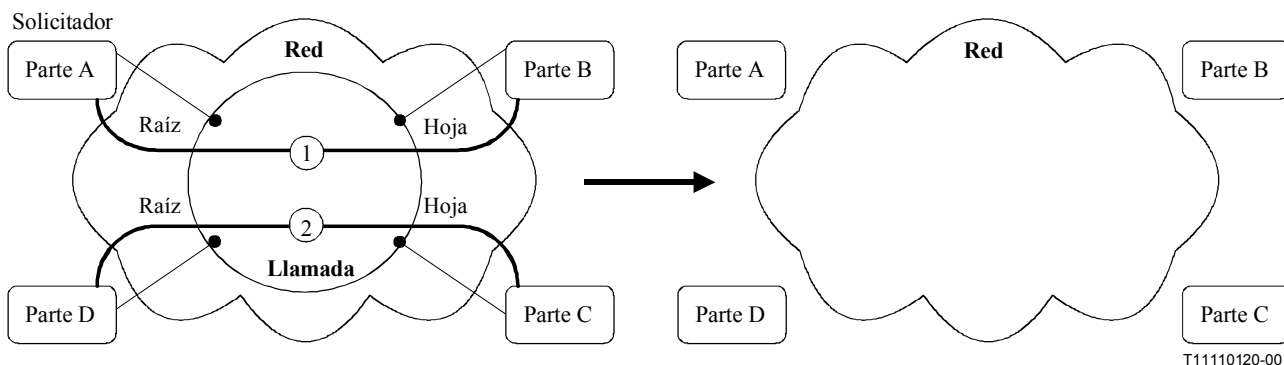 Solicitador
Parte A
Red
Parte B
Raíz
Hoja
1
Raíz
Hoja
2
Llamada
Parte D
Parte C
Parte A
Red
Parte B
Parte D
Parte C
T11110120-00